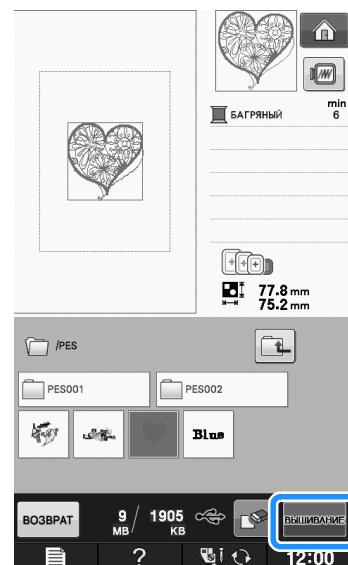 min
БАГРЯНЫЙ 6
77.8 mm
75.2 mm
/PES
PES001 PES002
Blue
ВОЗВРАТ 9 MB / 1905 KB ВЫШИВАНИЕ
? 12:00